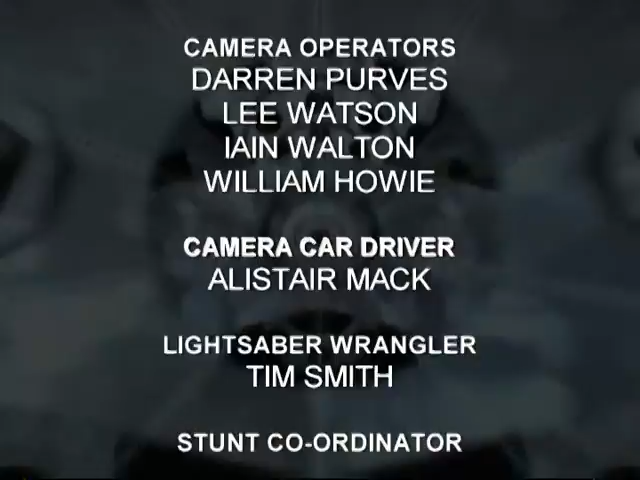 CAMERA OPERATORS
DARREN PURVES
LEE WATSON
IAIN WALTON
WILLIAM HOWIE
CAMERA CAR DRIVER
ALISTAIR MACK
LIGHTSABER WRANGLER
TIM SMITH
STUNT CO-ORDINATOR